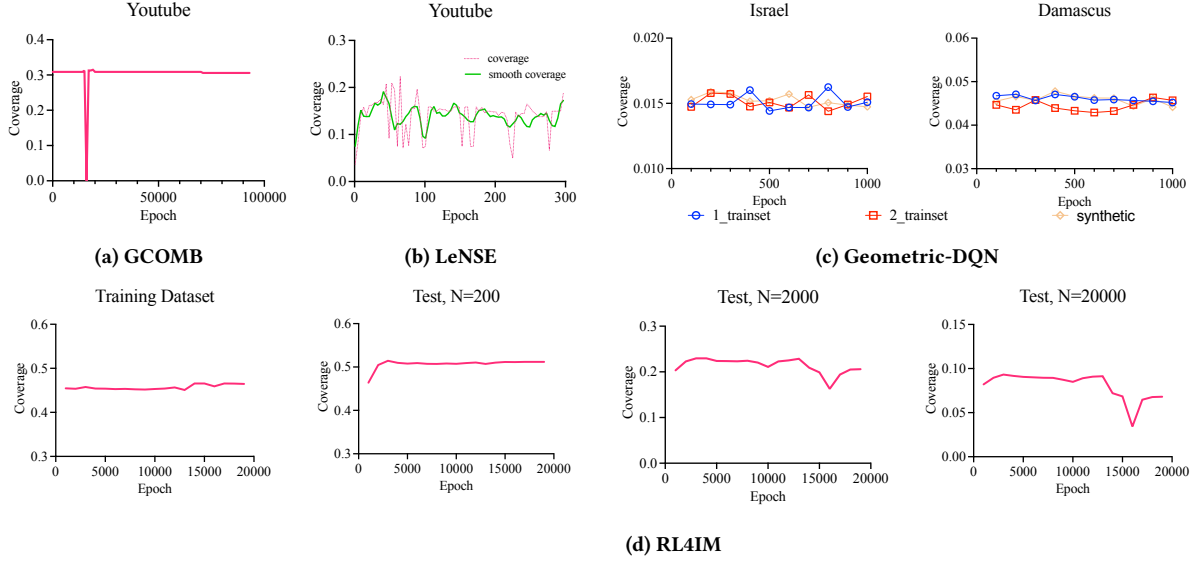 Youtube
Coverage
0.4
0.3
0.2
0.1
0.0
0
50000
100000
Epoch
(a) GCOMB
Youtube
Coverage
0.3
0.2
0.1
0.0
0
100
200
300
Epoch
coverage
smooth coverage
(b) LeNSE
Israel
Coverage
0.020
0.015
0.010
0
500
1000
Epoch
Damascus
Coverage
0.06
0.05
0.04
0.03
0
500
1000
Epoch
1_trainset
2_trainset
synthetic
(c) Geometric-DQN
Training Dataset
Coverage
0.6
0.5
0.4
0.3
0
5000
10000
15000
20000
Epoch
Test, N=200
Coverage
0.6
0.5
0.4
0.3
0
5000
10000
15000
20000
Epoch
Test, N=2000
Coverage
0.3
0.2
0.1
0.0
0
5000
10000
15000
20000
Epoch
Test, N=20000
Coverage
0.15
0.10
0.05
0.00
0
5000
10000
15000
20000
Epoch
(d) RL4IM